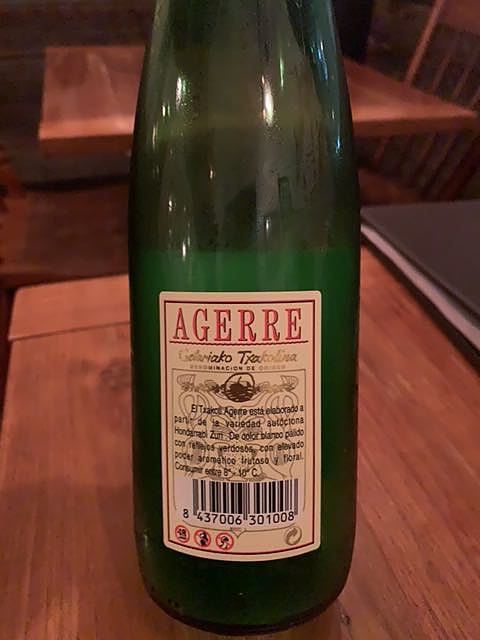 AGERRE
Getariako Txakolina
DENOMINACION DE ORIGEN
El Txakoli Agerre está elaborado a
partir de la variedad autóctona
Hondarrabi Zuri. De color blanco pálido
con reflejos verdosos, con elevado
poder aromático frutoso y floral.
Consumir entre 8° - 10° C.
8 437006 301008
18